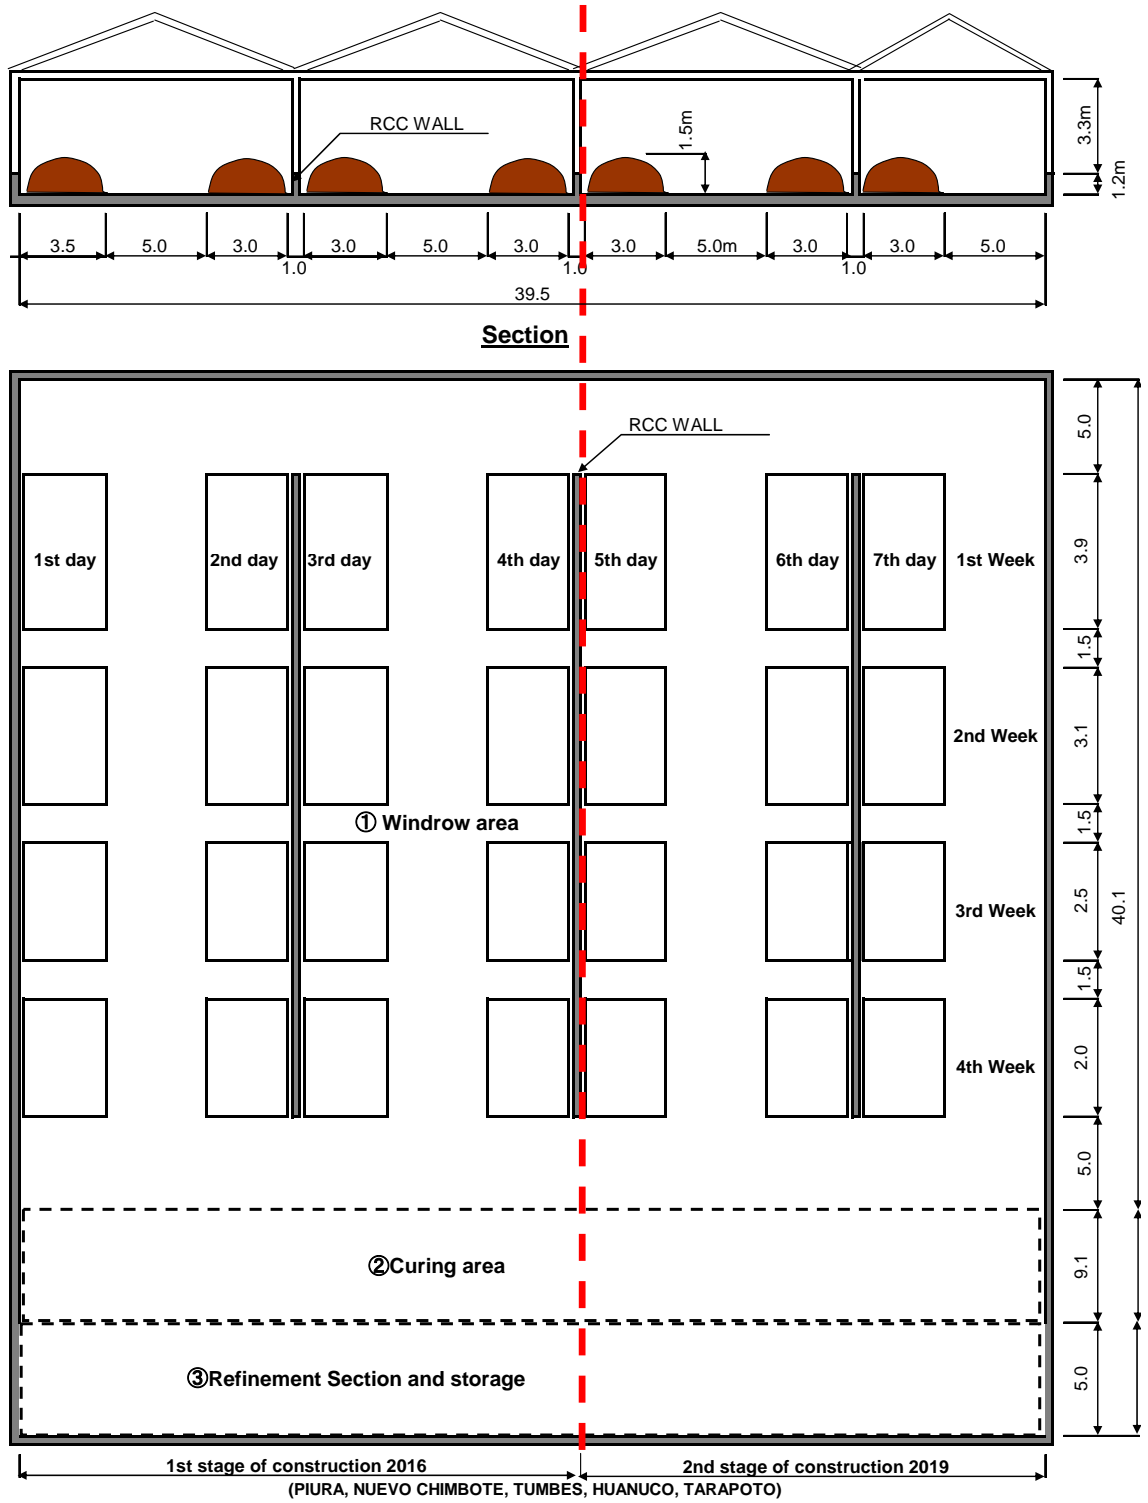 RCC WALL
1.5m
3.3m
1.2m
3.5 5.0 3.0 3.0 5.0 3.0 3.0 5.0m 3.0 3.0 5.0
1.0 1.0 1.0
39.5
Section
RCC WALL
5.0
1st day 2nd day 3rd day 4th day 5th day 6th day 7th day 1st Week
3.9
1.5
2nd Week
3.1
① Windrow area
1.5
3rd Week
2.5
40.1
1.5
4th Week
2.0
5.0
②Curing area
9.1
③Refinement Section and storage
5.0
1st stage of construction 2016 2nd stage of construction 2019
(PIURA, NUEVO CHIMBOTE, TUMBES, HUANUCO, TARAPOTO)